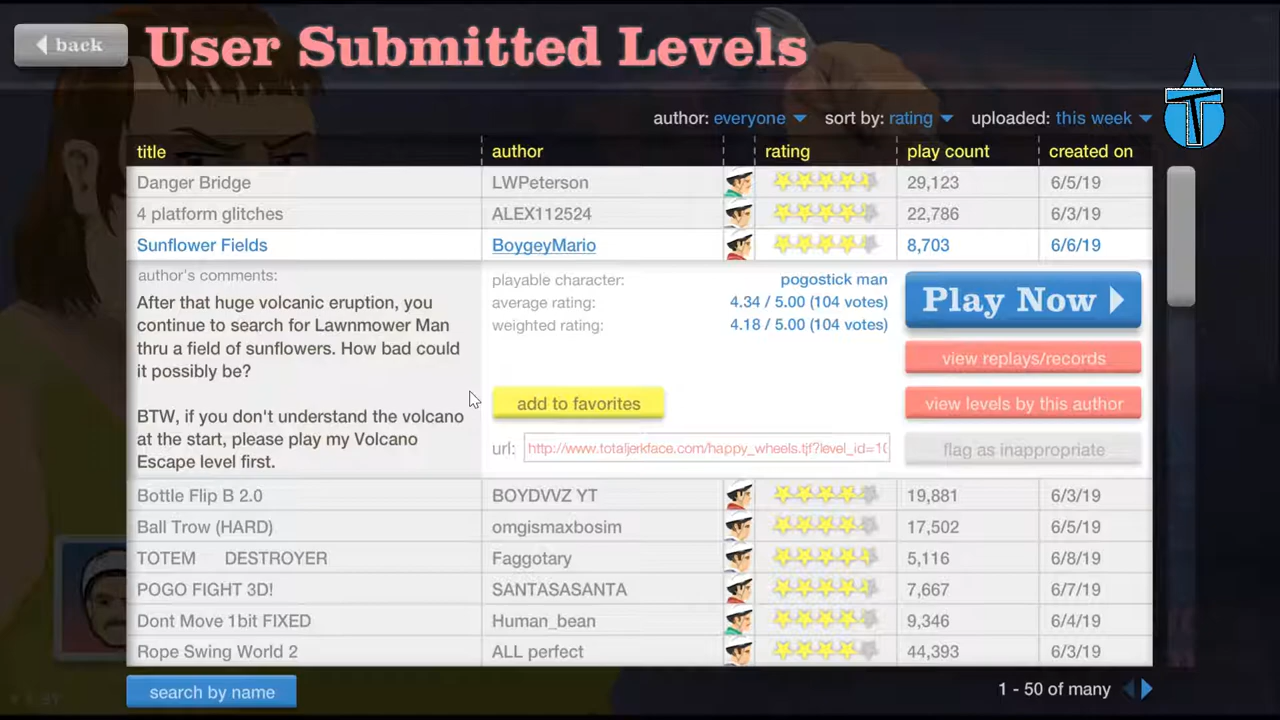 back
User Submitted Levels
author: everyone sort by: rating uploaded: this week
T
title author rating play count created on
Danger Bridge LWPeterson 29,123 6/5/19
4 platform glitches ALEX112524 22,786 6/3/19
Sunflower Fields BoygeyMario 8,703 6/6/19
author's comments:
After that huge volcanic eruption, you
continue to search for Lawnmower Man
thru a field of sunflowers. How bad could
it possibly be?
BTW, if you don't understand the volcano
at the start, please play my Volcano
Escape level first.
playable character: pogostick man
average rating: 4.34 / 5.00 (104 votes)
weighted rating: 4.18 / 5.00 (104 votes)
add to favorites
url: http://www.totaljerkface.com/happy_wheels.tjf?level_id=1(
Play Now
view replays/records
view levels by this author
flag as inappropriate
Bottle Flip B 2.0 BOYDVVZ YT 19,881 6/3/19
Ball Trow (HARD) omgismaxbosim 17,502 6/5/19
TOTEM DESTROYER Faggotary 5,116 6/8/19
POGO FIGHT 3D! SANTASASANTA 7,667 6/7/19
Dont Move 1bit FIXED Human_bean 9,346 6/4/19
Rope Swing World 2 ALL perfect 44,393 6/3/19
search by name
1 - 50 of many